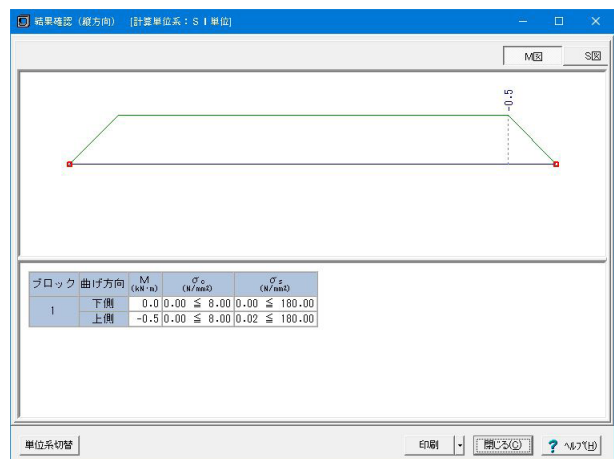 結果確認（縦方向） [計算単位系：ＳＩ単位]
M図 S図
-0.5
ブロック 曲げ方向 M (kN・m) σc (N/mm2) σs (N/mm2)
1 下側 0.0 0.00 ≦ 8.00 0.00 ≦ 180.00
上側 -0.5 0.00 ≦ 8.00 0.02 ≦ 180.00
単位系切替 印刷 閉じる(C) ? ヘルプ(H)